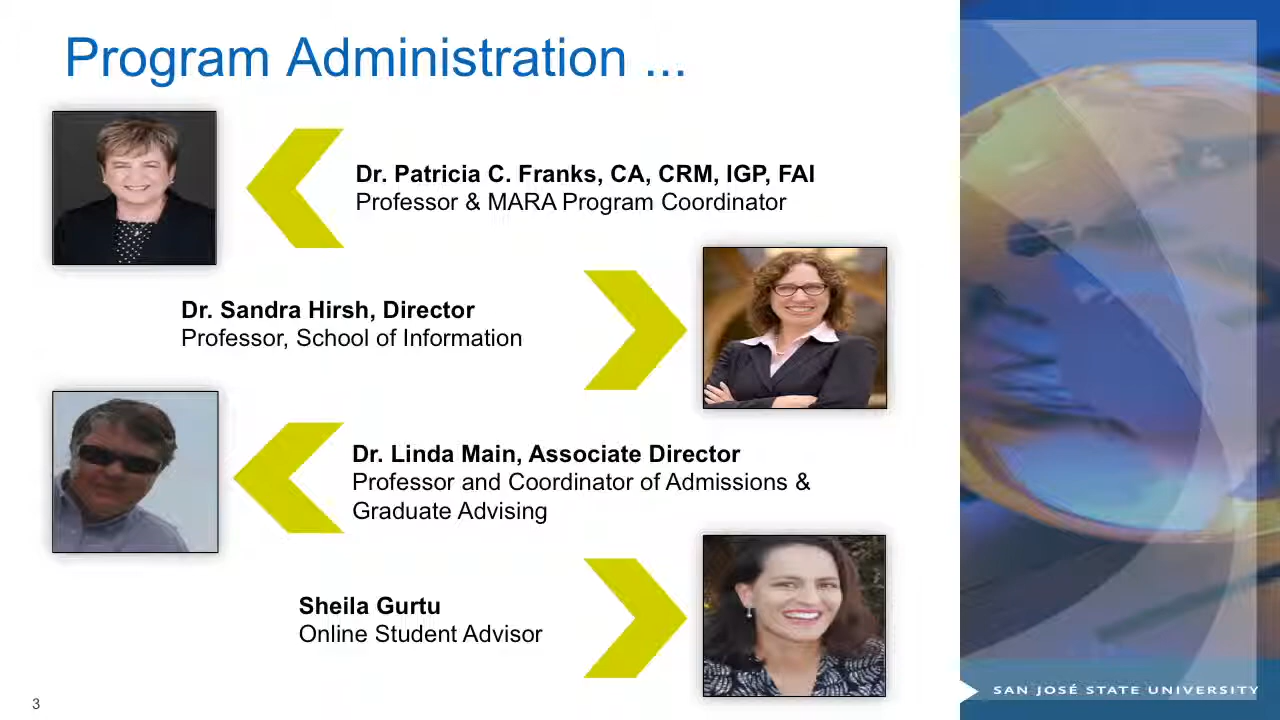 Program Administration ...
Dr. Patricia C. Franks, CA, CRM, IGP, FAI
Professor & MARA Program Coordinator
Dr. Sandra Hirsh, Director
Professor, School of Information
Dr. Linda Main, Associate Director
Professor and Coordinator of Admissions &
Graduate Advising
Sheila Gurtu
Online Student Advisor
3
SAN JOSÉ STATE UNIVERSITY